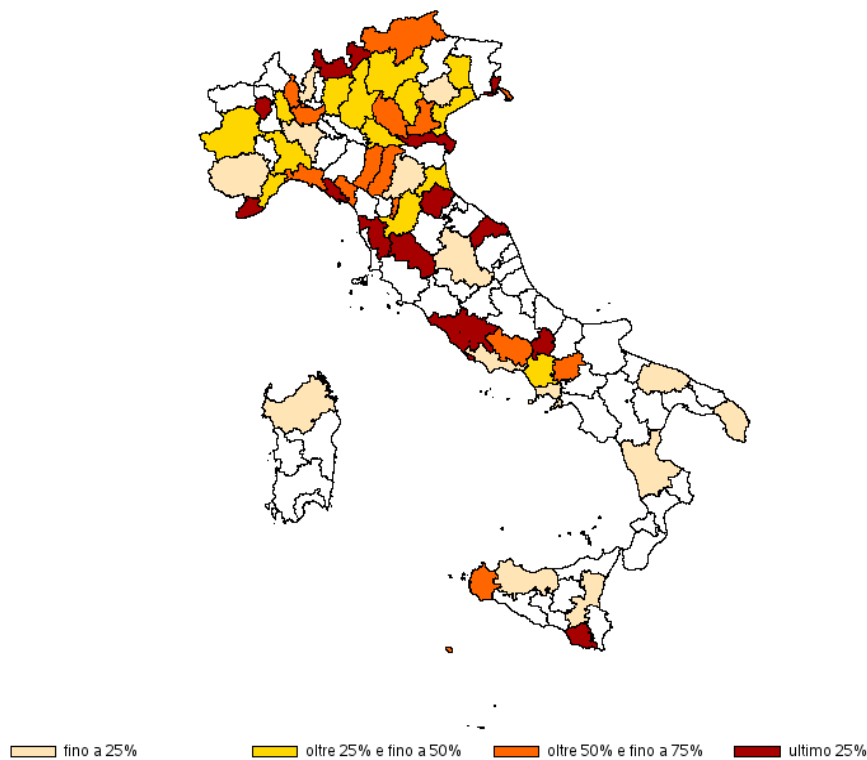 fino a 25%
oltre 25% e fino a 50%
oltre 50% e fino a 75%
ultimo 25%